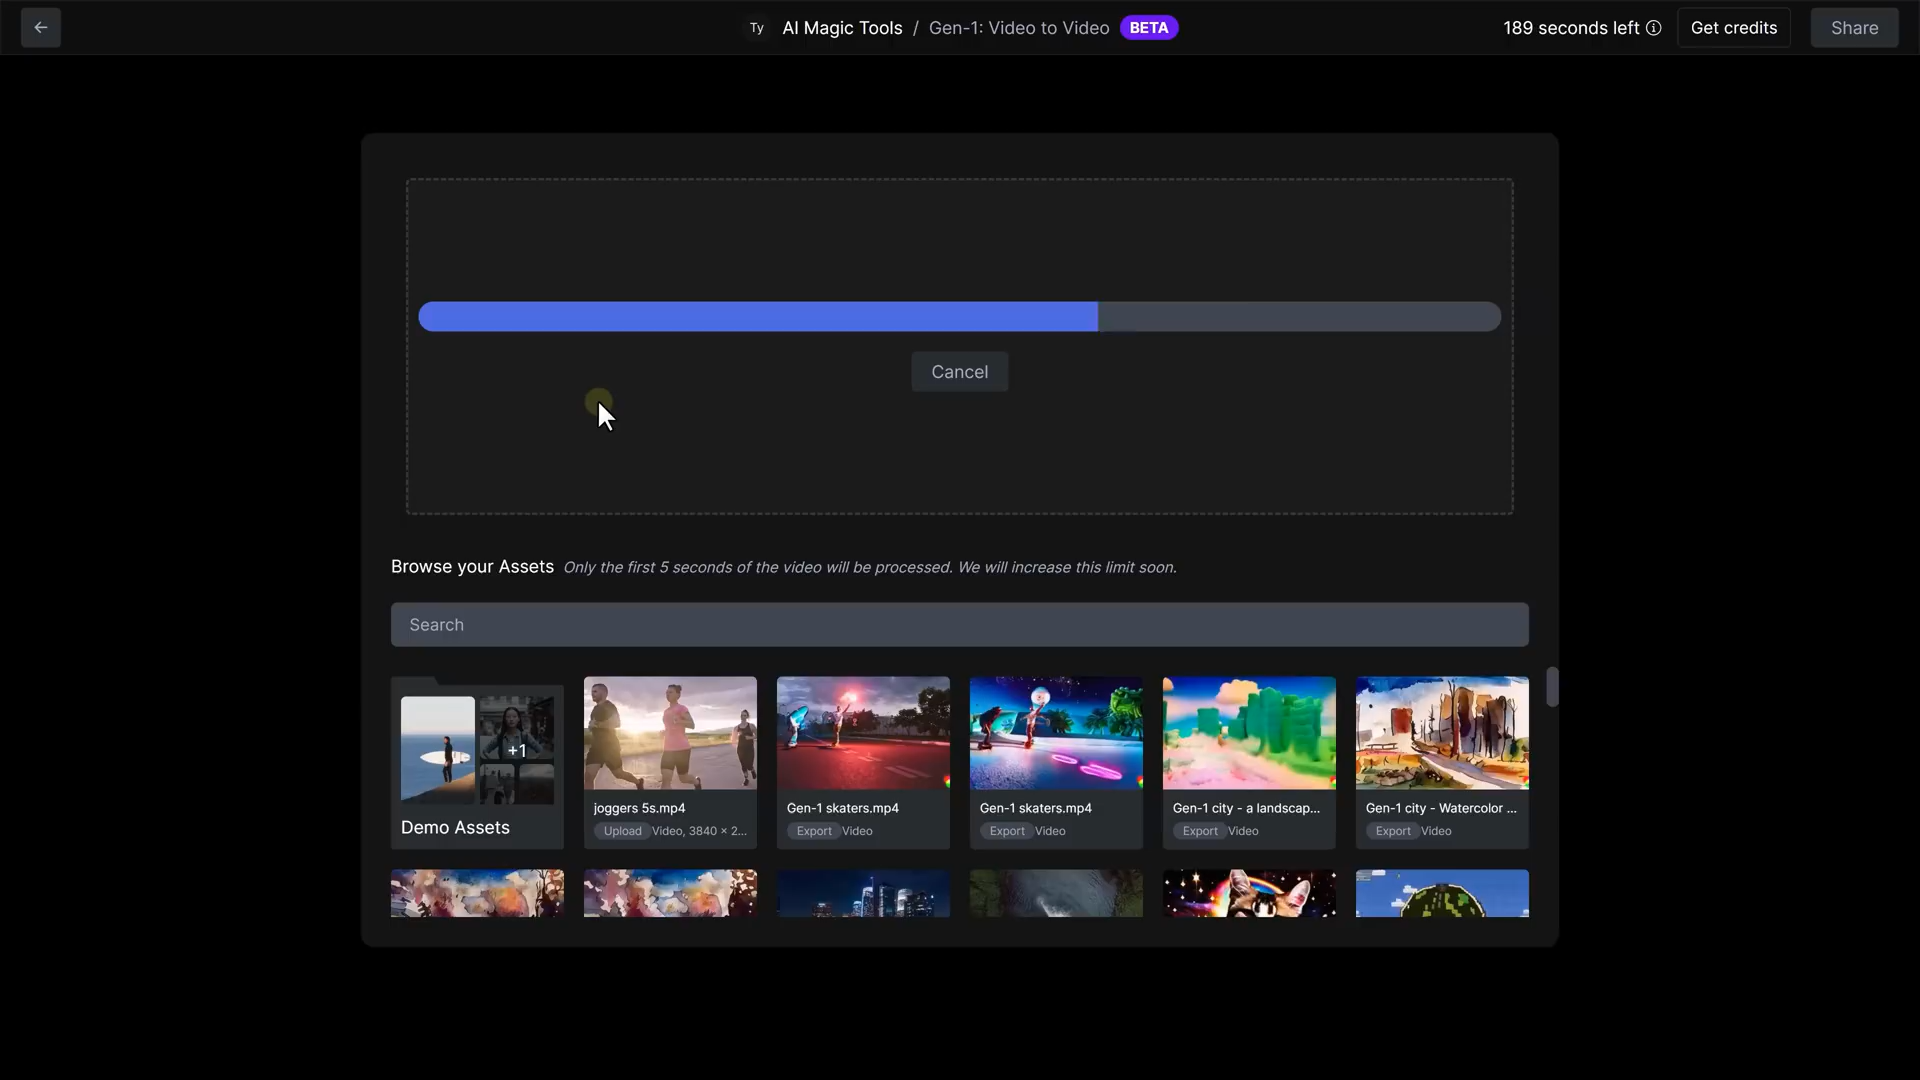 Ty AI Magic Tools / Gen-1: Video to Video BETA
189 seconds left Get credits Share
Cancel
Browse your Assets Only the first 5 seconds of the video will be processed. We will increase this limit soon.
Search
+1
Demo Assets
joggers 5s.mp4
Upload Video, 3840 × 2...
Gen-1 skaters.mp4
Export Video
Gen-1 skaters.mp4
Export Video
Gen-1 city - a landscap...
Export Video
Gen-1 city - Watercolor ...
Export Video